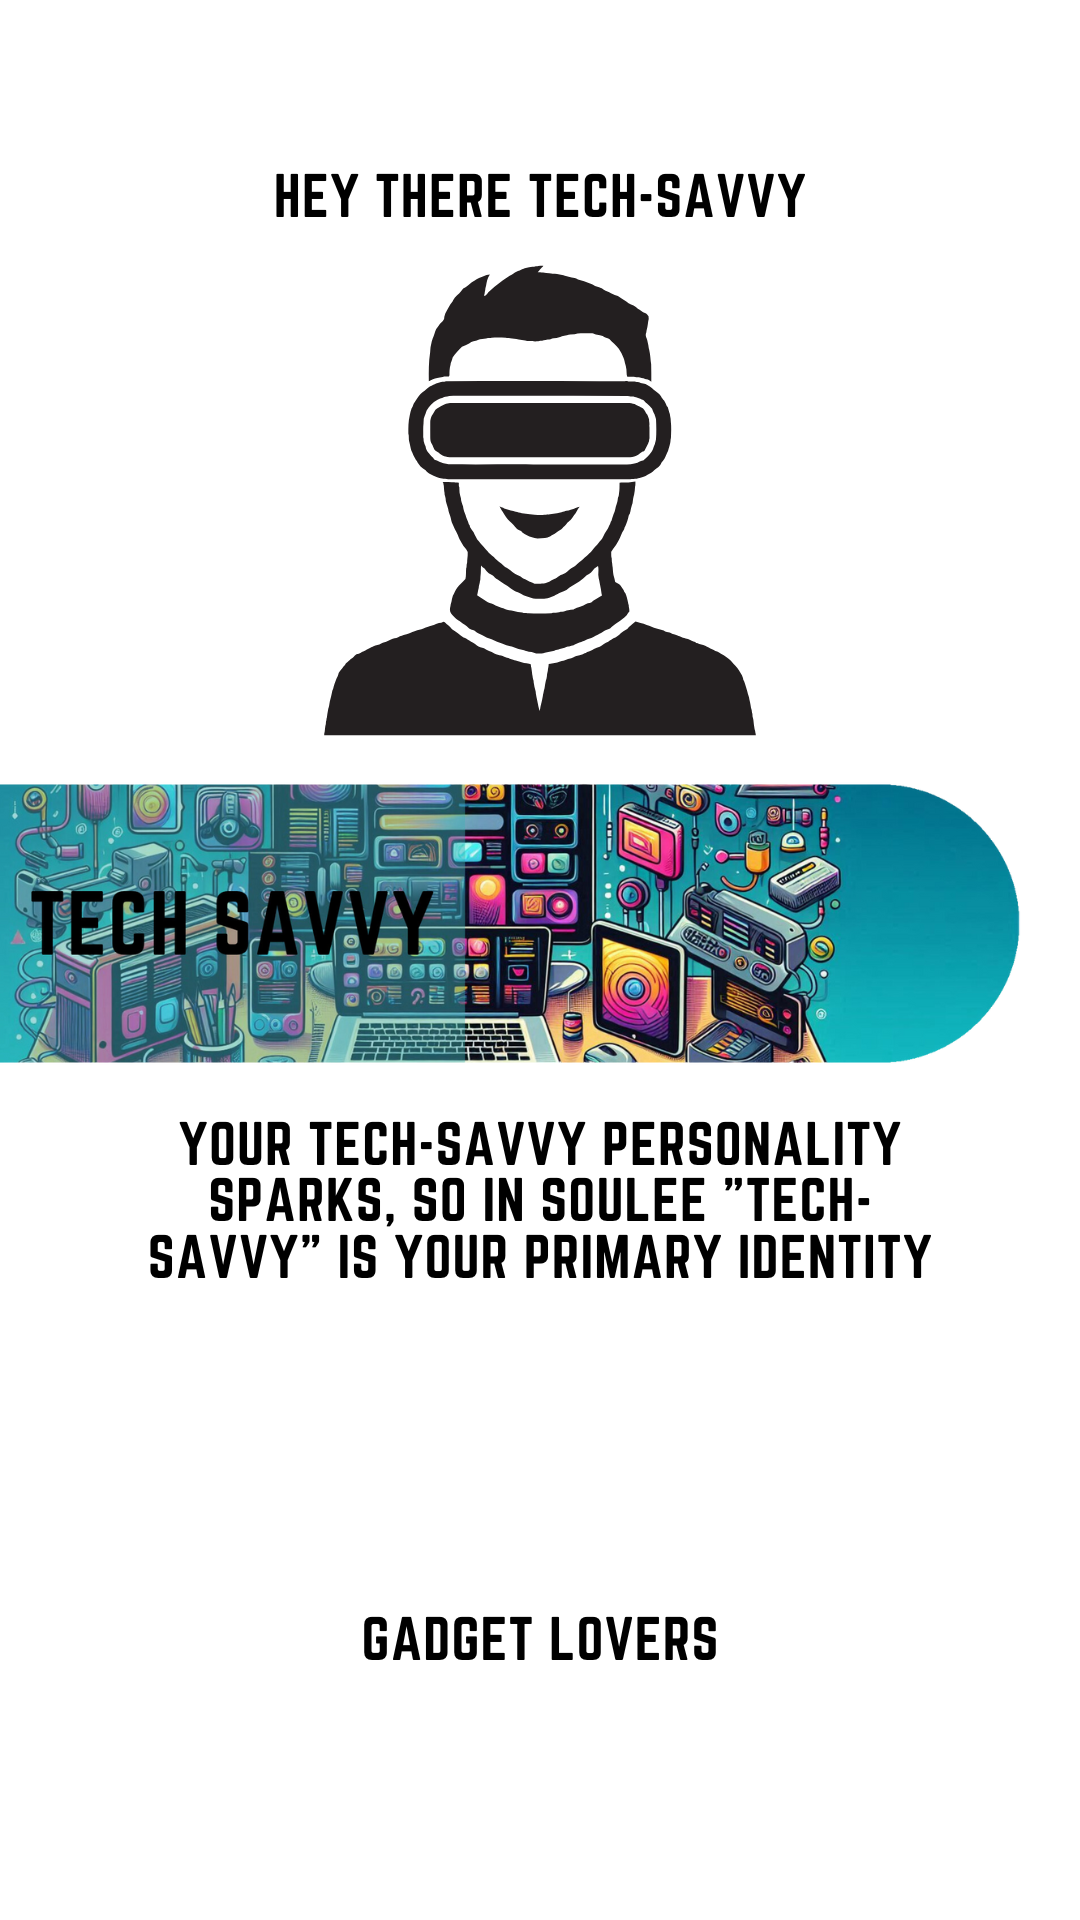 HEY THERE TECH-SAVVY
TECH SAVVY
YOUR TECH-SAVVY PERSONALITY
SPARKS, SO IN SOULEE ”TECH-
SAVVY” IS YOUR PRIMARY IDENTITY
GADGET LOVERS